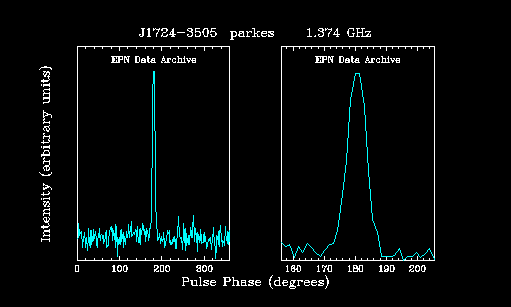 J1724-3505 parkes 1.374 GHz
EPN Data Archive EPN Data Archive
Intensity (arbitrary units)
0 100 200 300 160 170 180 190 200
Pulse Phase (degrees)